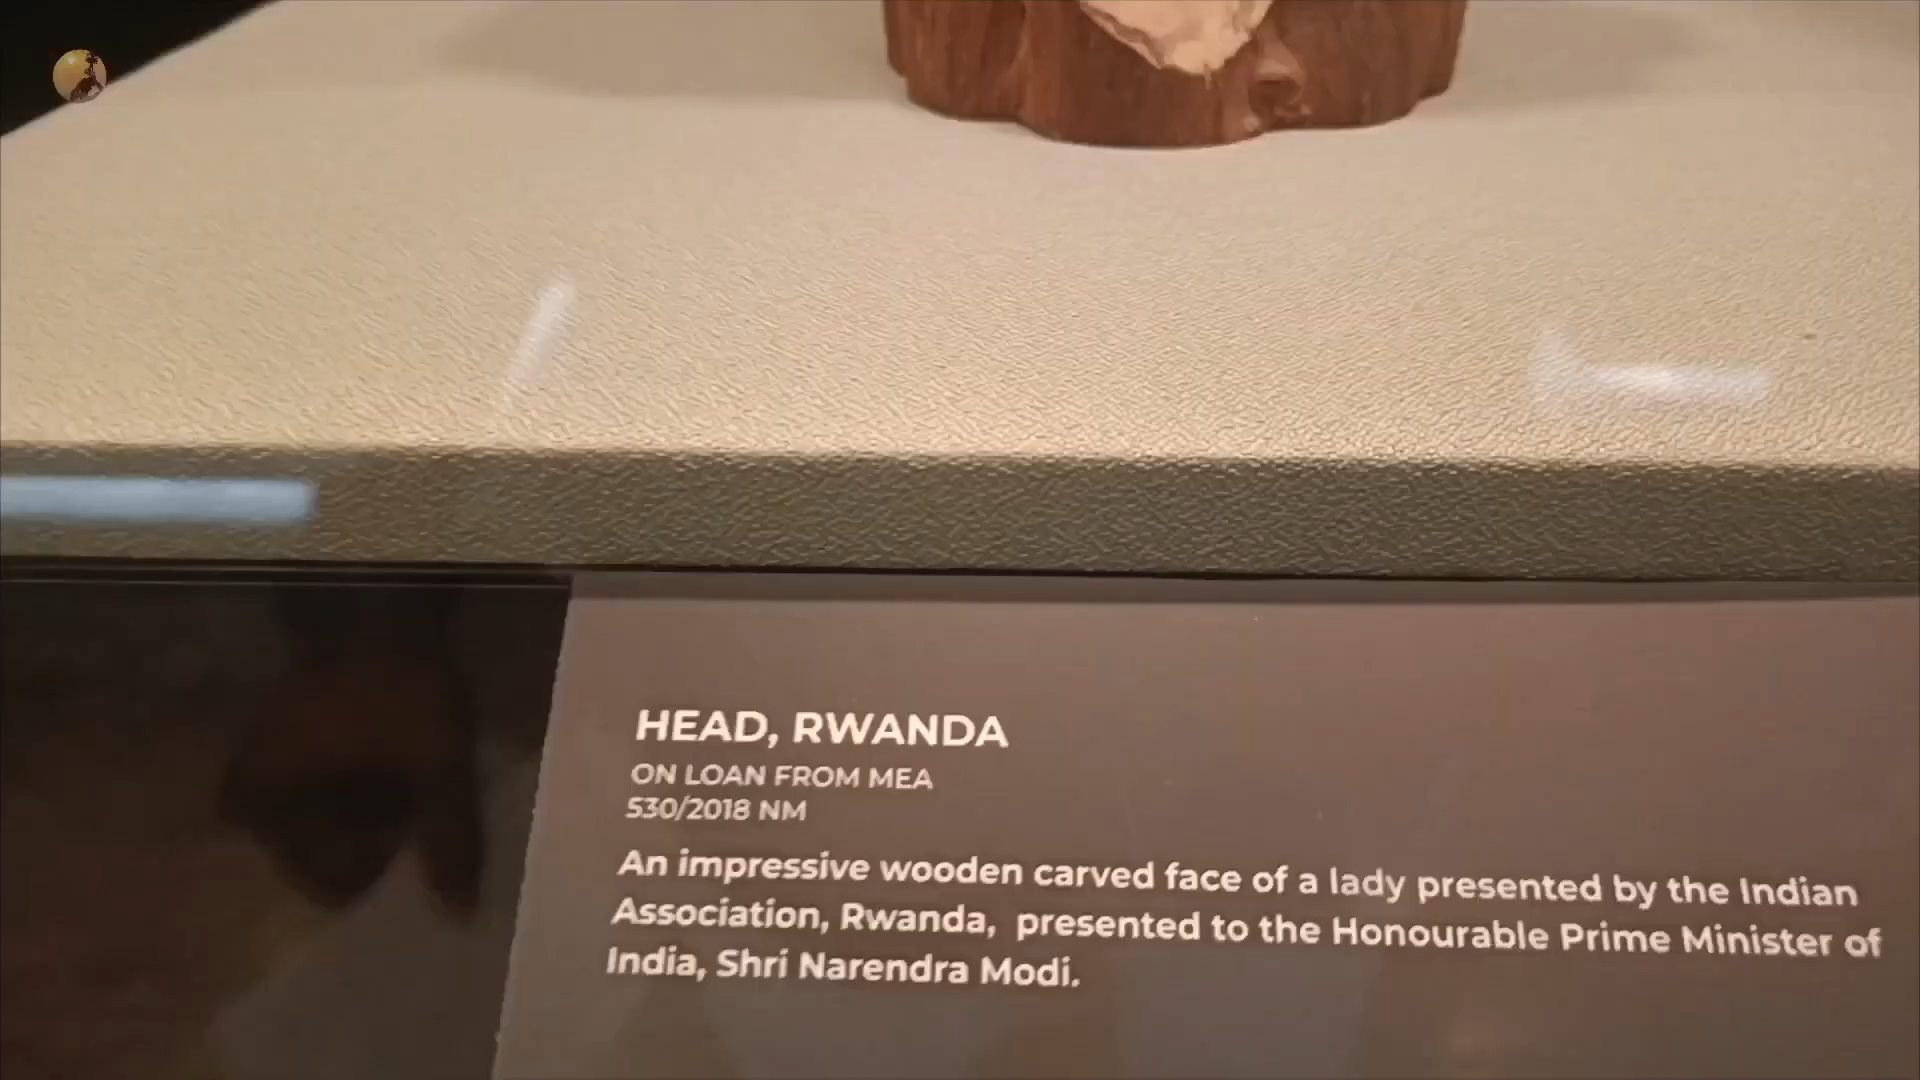 HEAD, RWANDA
ON LOAN FROM MEA
530/2018 NM
An impressive wooden carved face of a lady presented by the Indian
Association, Rwanda, presented to the Honourable Prime Minister of
India, Shri Narendra Modi.